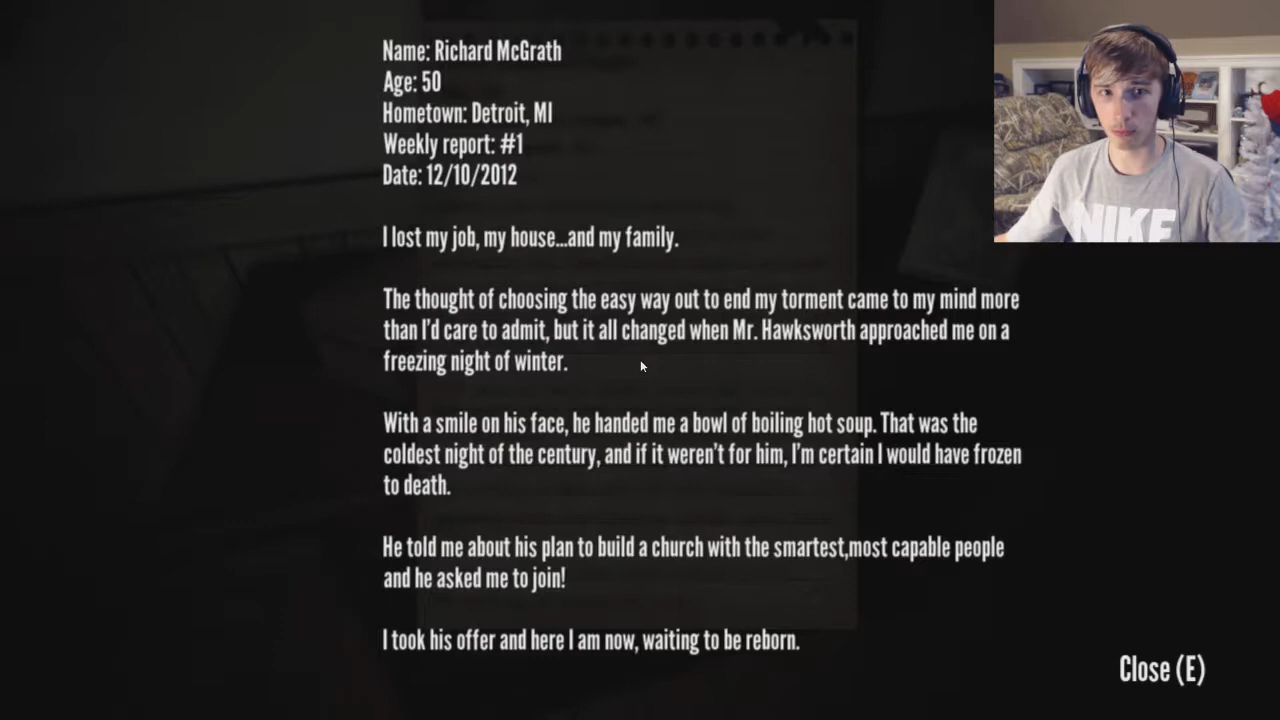 Name: Richard McGrath
Age: 50
Hometown: Detroit, MI
Weekly report: #1
Date: 12/10/2012
I lost my job, my house...and my family.
The thought of choosing the easy way out to end my torment came to my mind more
than I'd care to admit, but it all changed when Mr. Hawksworth approached me on a
freezing night of winter.
With a smile on his face, he handed me a bowl of boiling hot soup. That was the
coldest night of the century, and if it weren't for him, I'm certain I would have frozen
to death.
He told me about his plan to build a church with the smartest,most capable people
and he asked me to join!
I took his offer and here I am now, waiting to be reborn.
Close (E)
NIKE